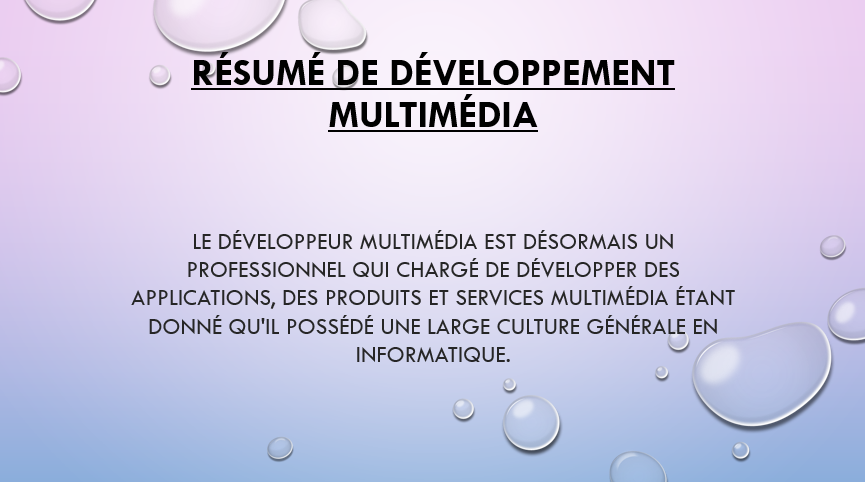 RÉSUMÉ DE DÉVELOPPEMENT
MULTIMÉDIA
LE DÉVELOPPEUR MULTIMÉDIA EST DÉSORMAIS UN
PROFESSIONNEL QUI CHARGÉ DE DÉVELOPPER DES
APPLICATIONS, DES PRODUITS ET SERVICES MULTIMÉDIA ÉTANT
DONNÉ QU'IL POSSÉDÉ UNE LARGE CULTURE GÉNÉRALE EN
INFORMATIQUE.